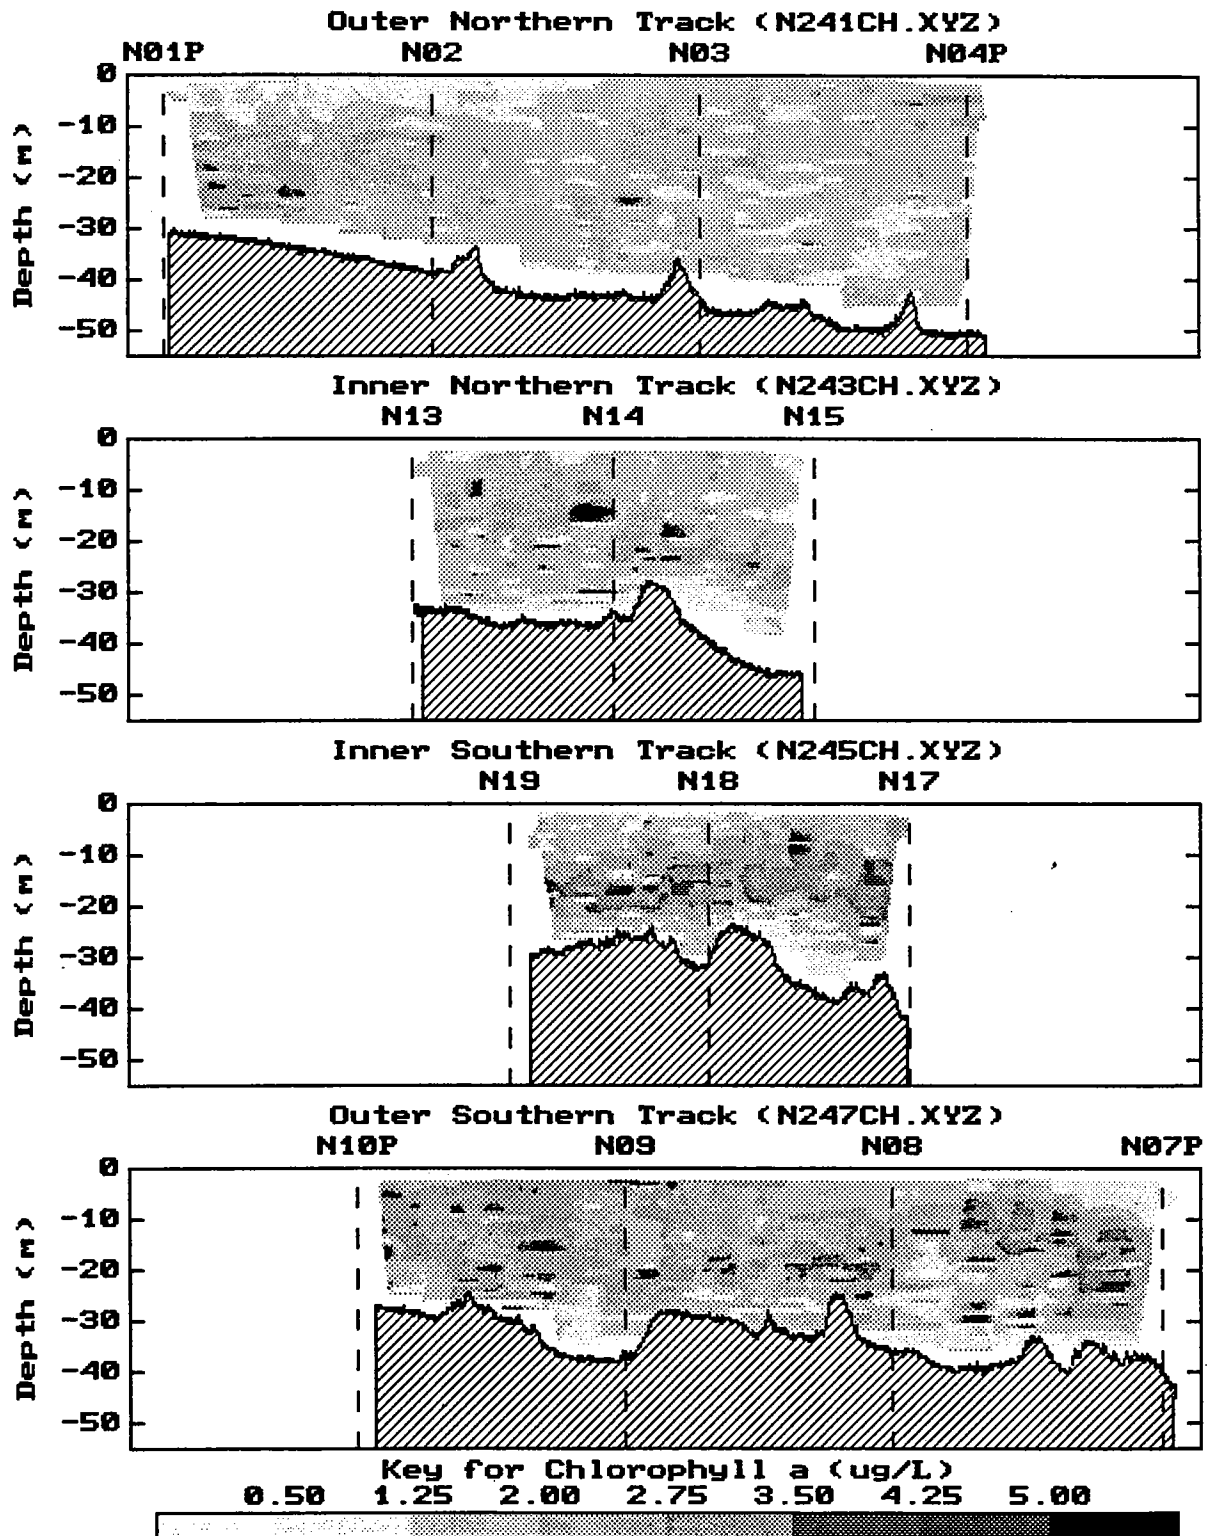 Outer Northern Track (N241CH.XYZ)
N01P N02 N03 N04P
0
-10
-20
-30
-40
-50
Depth (m)
Inner Northern Track (N243CH.XYZ)
N13 N14 N15
0
-10
-20
-30
-40
-50
Depth (m)
Inner Southern Track (N245CH.XYZ)
N19 N18 N17
0
-10
-20
-30
-40
-50
Depth (m)
Outer Southern Track (N247CH.XYZ)
N10P N09 N08 N07P
0
-10
-20
-30
-40
-50
Depth (m)
Key for Chlorophyll a (ug/L)
0.50 1.25 2.00 2.75 3.50 4.25 5.00